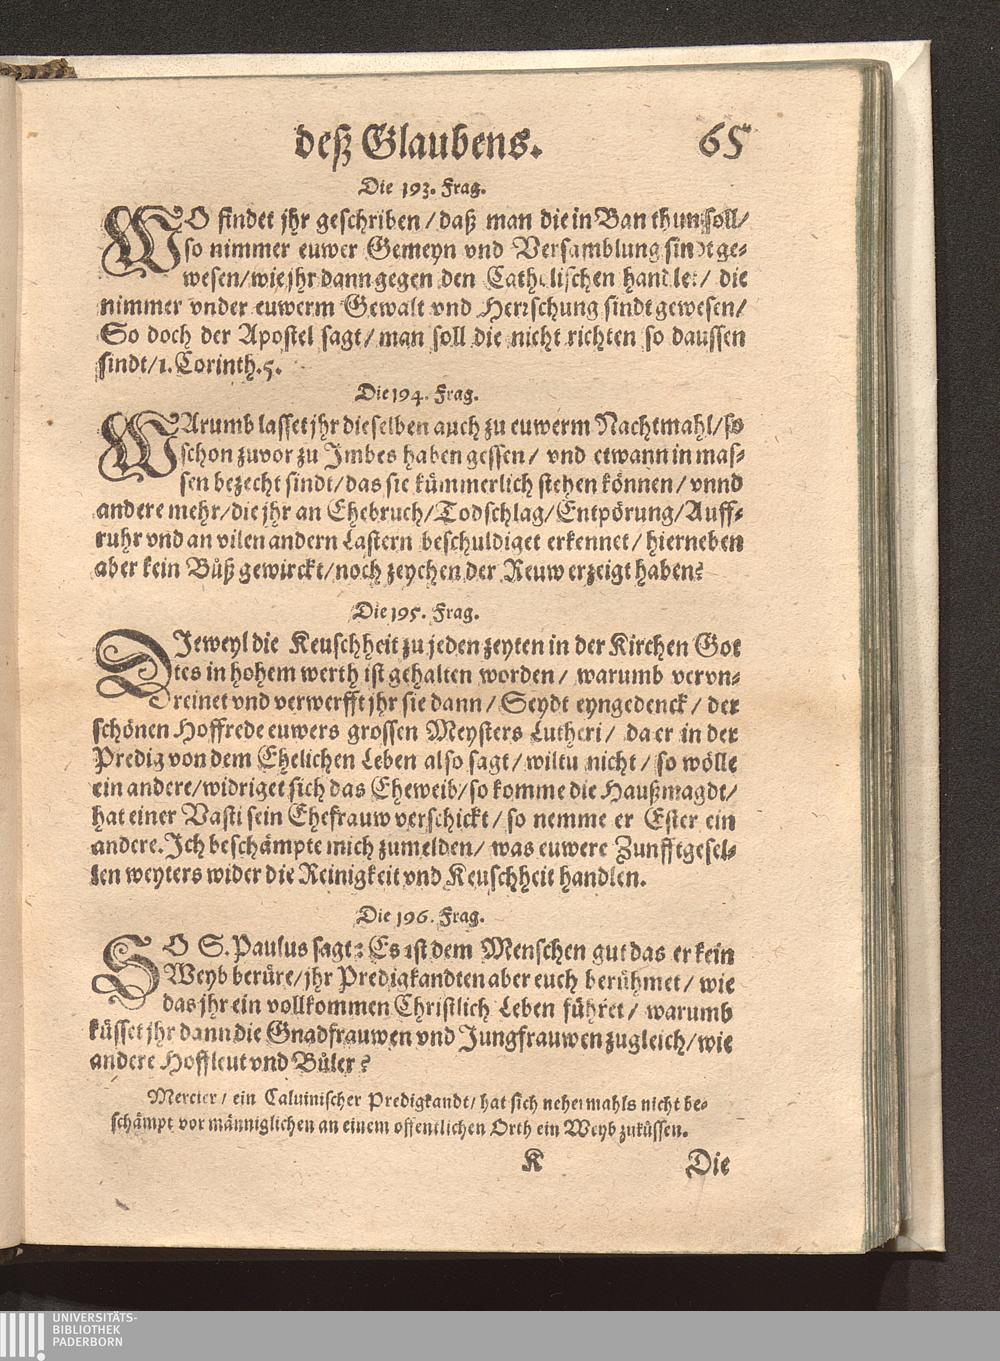 deß Glaubens. 65
Die 193. Frag.
WO findet jhr geschriben / daß man die in Ban thun soll /
so nimmer euwer Gemeyn vnd Versamblung sindt ge-
wesen / wie jhr dann gegen den Catholischen handlet / die
nimmer vnder euwerm Gewalt vnd Herrschung sindt gewesen /
So doch der Apostel sagt / man soll die nicht richten so daussen
sindt / 1. Corinth. 5.
Die 194. Frag.
WArumb lasset jhr dieselben auch zu euwerm Nachtmahl / so
schon zuvor zu Imbes haben gessen / vnd etwann in mas-
sen bezecht sindt / das sie kümmerlich stehen können / vnnd
andere mehr / die jhr an Ehebruch / Todschlag / Entpörung / Auff-
ruhr vnd an vilen andern Lastern beschuldiget erkennet / hierneben
aber kein Büß gewirckt / noch zeychen der Reuw erzeigt haben?
Die 195. Frag.
DIeweyl die Keuschheit zu jeden zeyten in der Kirchen Got
tes in hohem werth ist gehalten worden / warumb vervn-
reinet vnd verwerfft jhr sie dann / Seydt eyngedenck / der
schönen Hoffrede euwers grossen Meysters Lutheri / da er in der
Predig von dem Ehelichen Leben also sagt / wiltu nicht / so wölle
ein andere / widriget sich das Eheweib / so komme die Haußmagdt /
hat einer Vasti sein Ehefrauw verschickt / so nemme er Ester ein
andere. Ich beschämpte mich zumelden / was euwere Zunfftgesel-
len weyters wider die Reinigkeit vnd Keuschheit handlen.
Die 196. Frag.
SO S. Paulus sagt: Es ist dem Menschen gut das er kein
Weyb berüre / jhr Predigkandten aber euch berühmet / wie
das jhr ein vollkommen Christlich Leben führet / warumb
küsset jhr dann die Gnadfrauwen vnd Jungfrauwen zugleich / wie
andere Hoffleut vnd Büler?
Mercier / ein Caluinischer Predigkandt / hat sich nehermahls nicht be-
schämpt vor männiglichen an einem offentlichen Orth ein Weyb zuküssen.
K Die
UNIVERSITÄTS-
BIBLIOTHEK
PADERBORN